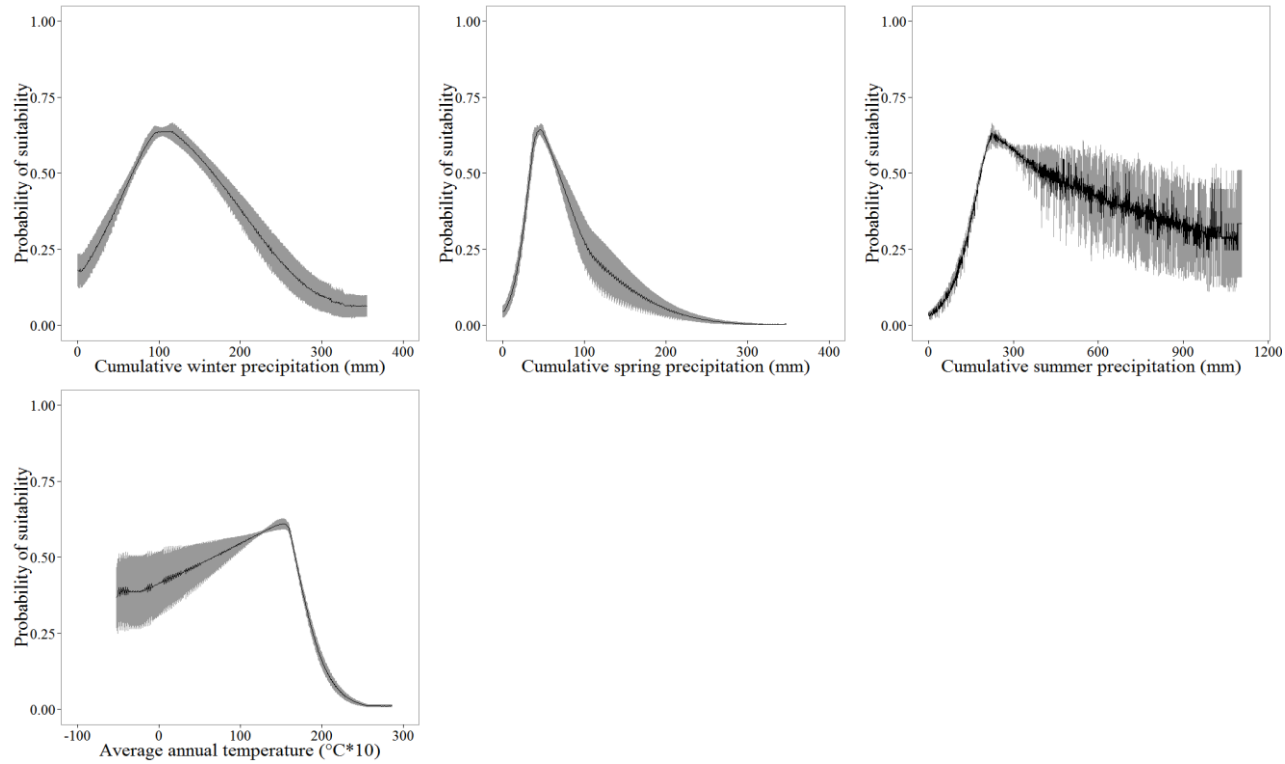 1.00
0.75
0.50
0.25
0.00
Probability of suitability
0 100 200 300 400
Cumulative winter precipitation (mm)
1.00
0.75
0.50
0.25
0.00
Probability of suitability
0 100 200 300 400
Cumulative spring precipitation (mm)
1.00
0.75
0.50
0.25
0.00
Probability of suitability
0 300 600 900 1200
Cumulative summer precipitation (mm)
1.00
0.75
0.50
0.25
0.00
Probability of suitability
-100 0 100 200 300
Average annual temperature (°C*10)